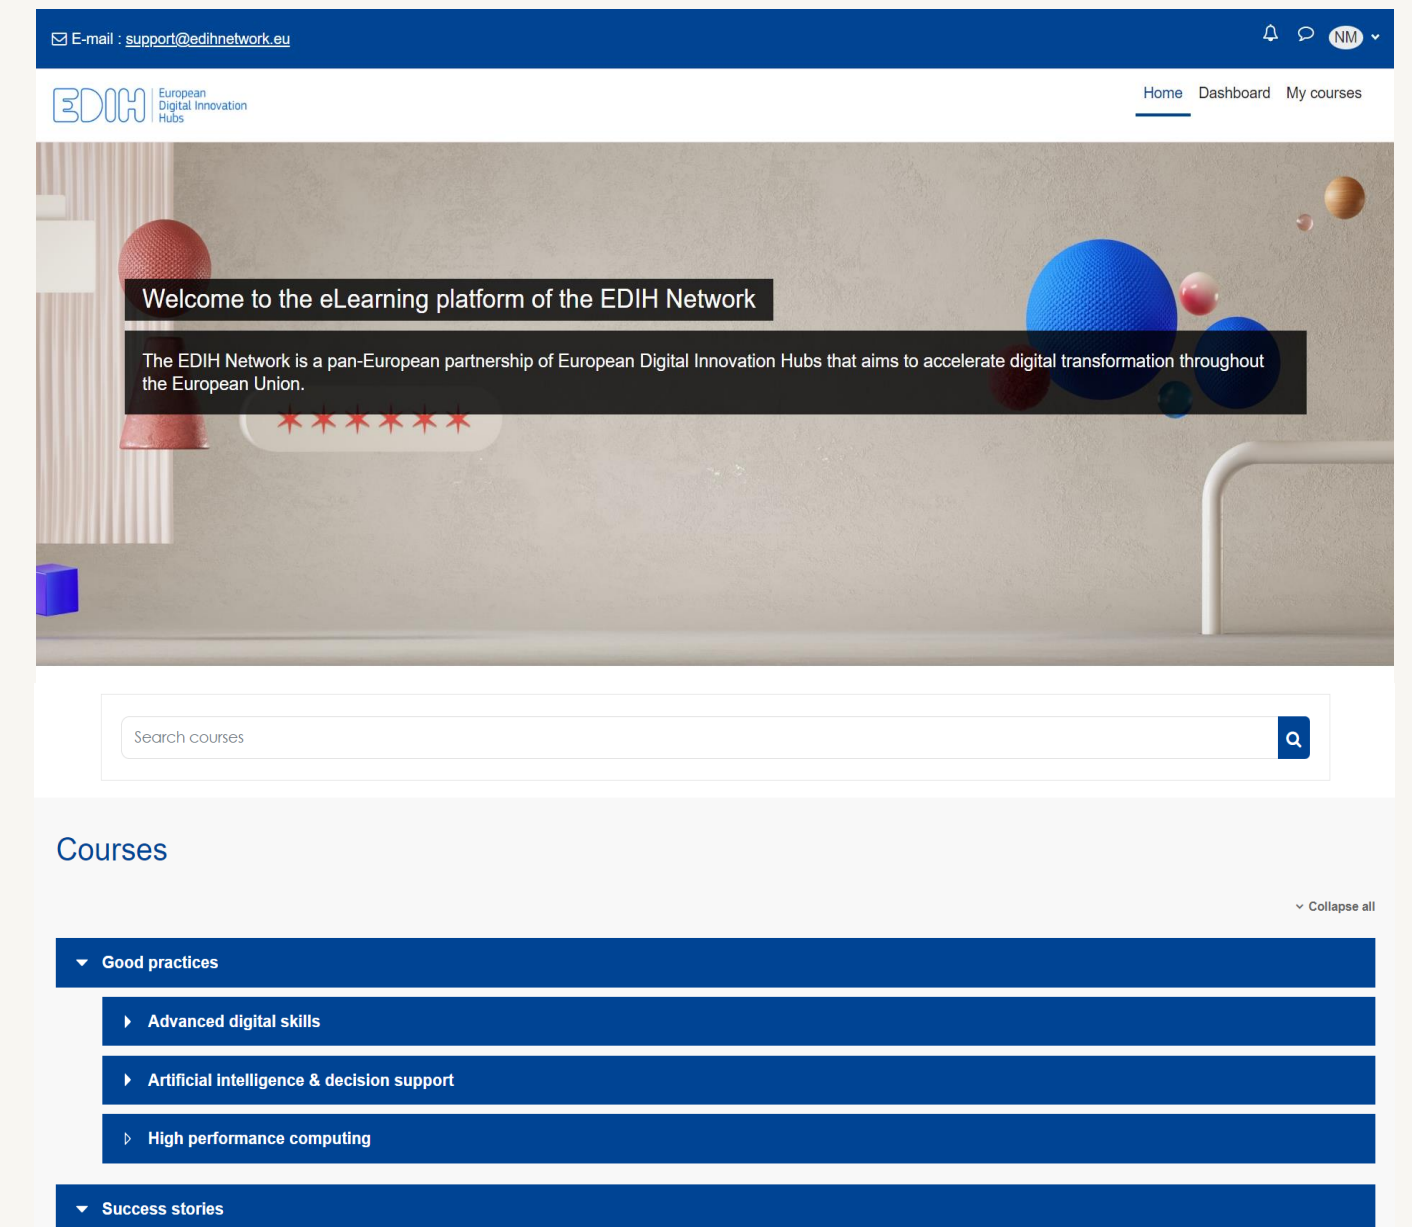 E-mail : support@edihnetwork.eu
NM
EDIH
European
Digital Innovation
Hubs
Home Dashboard My courses
Welcome to the eLearning platform of the EDIH Network
The EDIH Network is a pan-European partnership of European Digital Innovation Hubs that aims to accelerate digital transformation throughout
the European Union.
Search courses
Courses
Collapse all
Good practices
Advanced digital skills
Artificial intelligence & decision support
High performance computing
Success stories